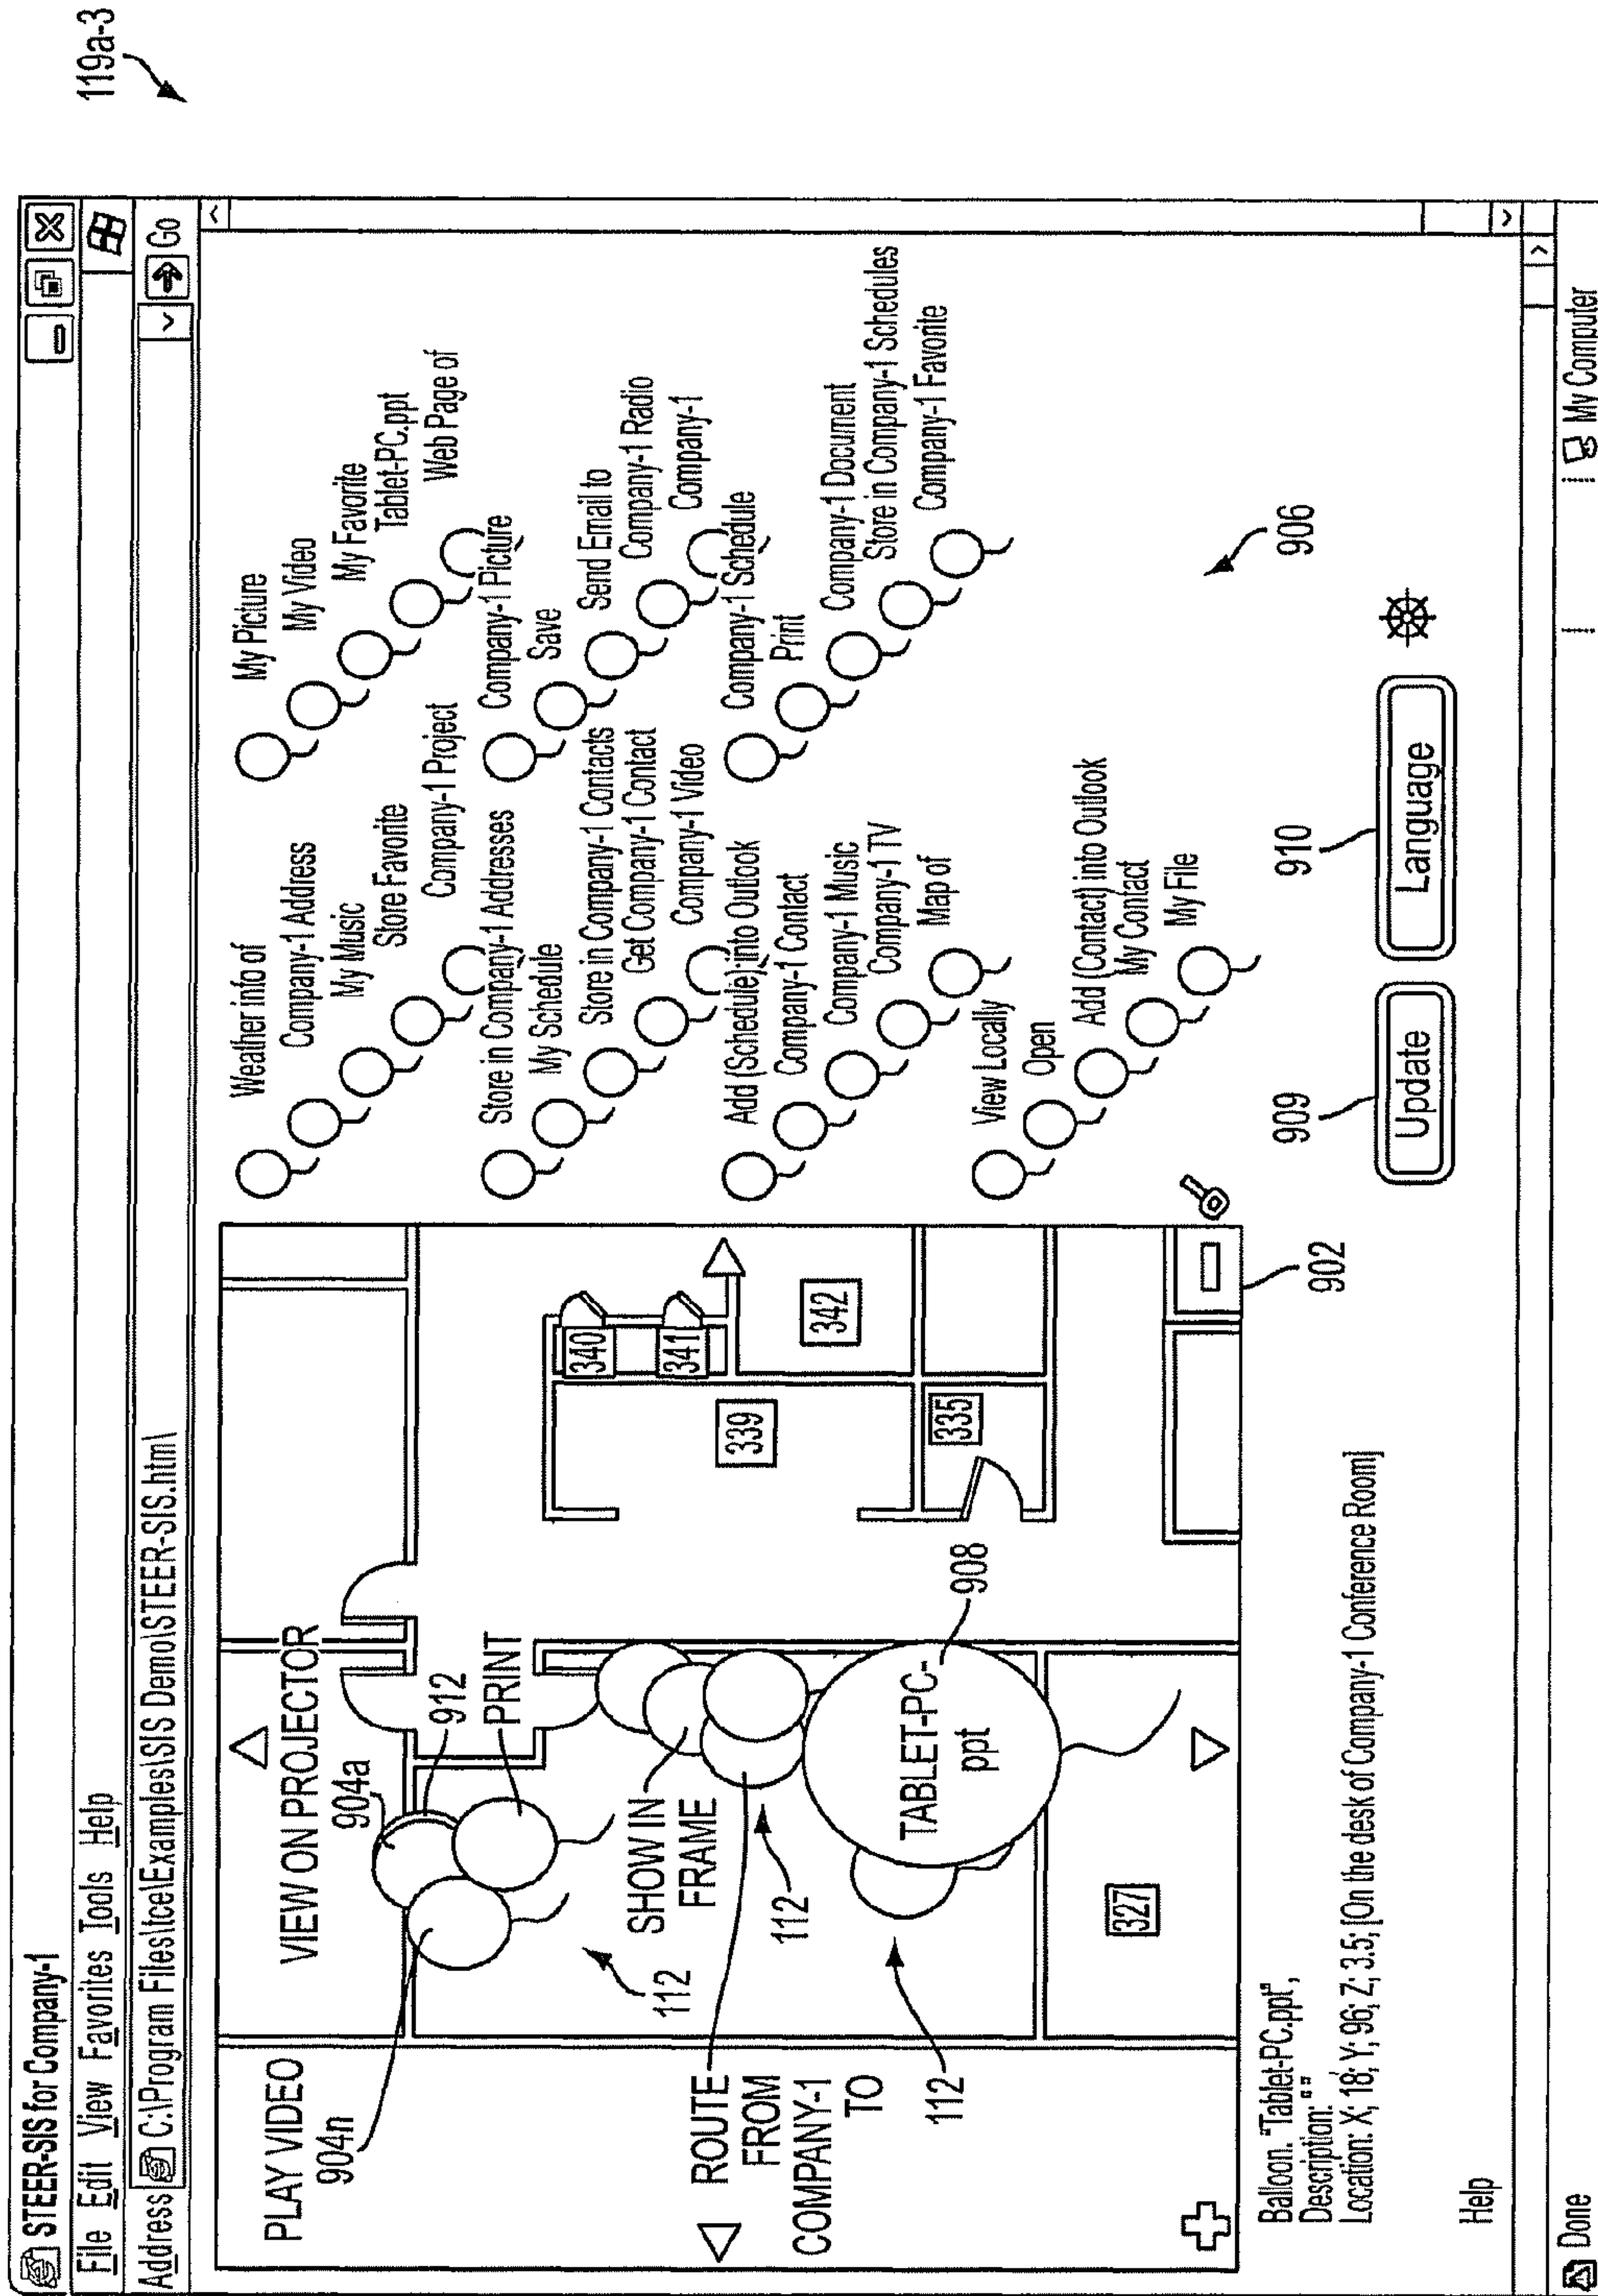 119a-3
STEER-SIS for Company-1
File Edit View Favorites Tools Help
Address C:\Program Files\tce\Examples\SIS Demo\STEER-SIS.html
Go
PLAY VIDEO
904n
VIEW ON PROJECTOR
904a
912
PRINT
112
SHOW IN
FRAME
112
ROUTE
FROM
COMPANY-1
TO
112
TABLET-PC-
ppt
908
327
339
340
341
342
335
902
Weather info of
Company-1 Address
My Music
Store Favorite
Company-1 Project
My Picture
My Video
My Favorite
Tablet-PC.ppt
Web Page of
Store in Company-1 Addresses
My Schedule
Store in Company-1 Contacts
Get Company-1 Contact
Company-1 Video
Company-1 Picture
Save
Send Email to
Company-1 Radio
Company-1
Add (Schedule) into Outlook
Company-1 Contact
Company-1 Music
Company-1 TV
Map of
Company-1 Schedule
Print
Company-1 Document
Store in Company-1 Schedules
Company-1 Favorite
View Locally
Open
Add (Contact) into Outlook
My Contact
My File
906
909
910
Update
Language
Balloon. "Tablet-PC.ppt",
Description: ""
Location: X; 18; Y; 96; Z; 3.5; [On the desk of Company-1 Conference Room]
Help
Done
My Computer